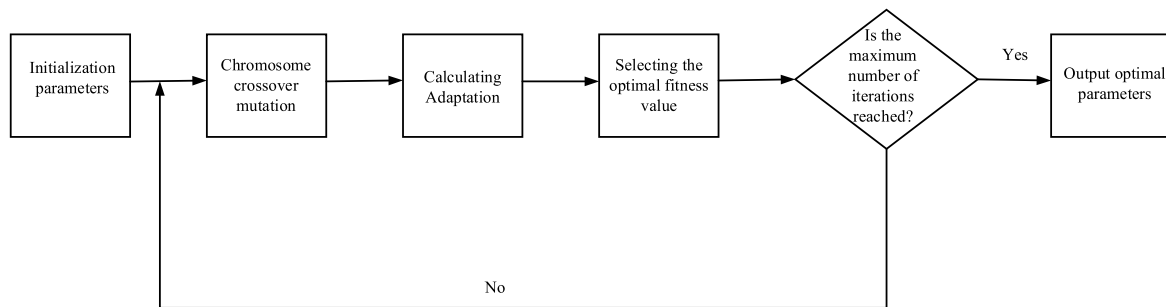 Initialization
parameters
Chromosome
crossover
mutation
Calculating
Adaptation
Selecting the
optimal fitness
value
Is the
maximum
number of
iterations
reached?
Yes
Output optimal
parameters
No